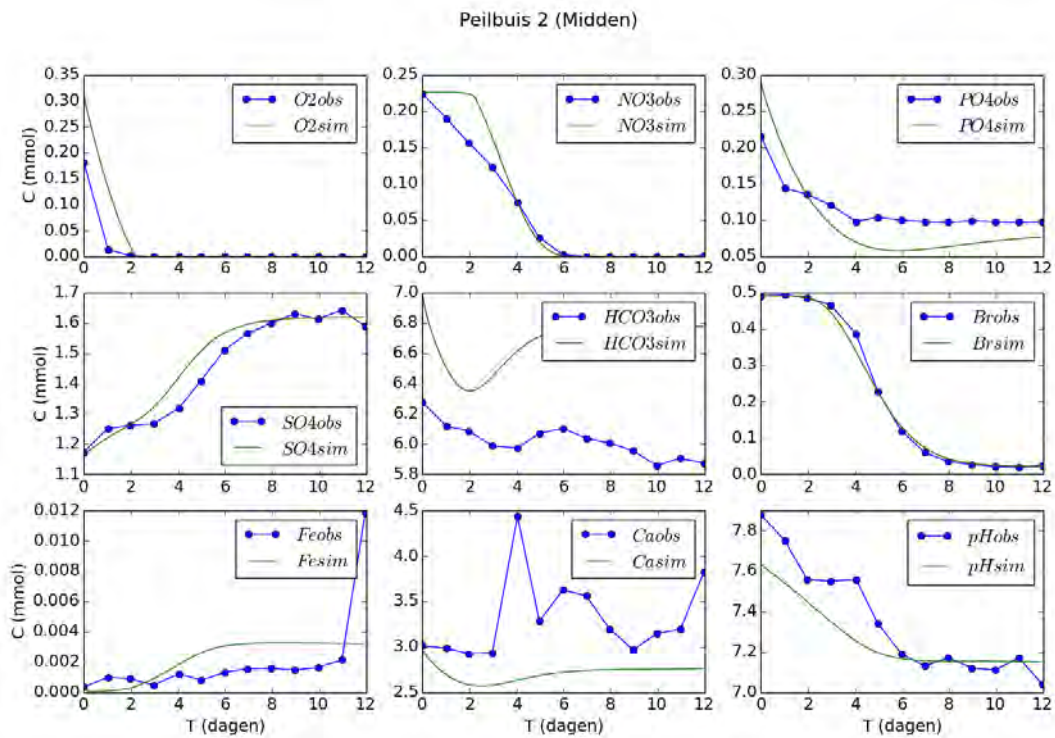 Peilbuis 2 (Midden)
0.35
0.30
0.25
0.20
0.15
0.10
0.05
0.00
C (mmol)
0 2 4 6 8 10 12
O2obs
O2sim
0.25
0.20
0.15
0.10
0.05
0.00
0 2 4 6 8 10 12
NO3obs
NO3sim
0.30
0.25
0.20
0.15
0.10
0.05
0 2 4 6 8 10 12
PO4obs
PO4sim
1.7
1.6
1.5
1.4
1.3
1.2
1.1
C (mmol)
0 2 4 6 8 10 12
SO4obs
SO4sim
7.0
6.8
6.6
6.4
6.2
6.0
5.8
0 2 4 6 8 10 12
HCO3obs
HCO3sim
0.5
0.4
0.3
0.2
0.1
0.0
0 2 4 6 8 10 12
Brobs
Brsim
0.012
0.010
0.008
0.006
0.004
0.002
0.000
C (mmol)
0 2 4 6 8 10 12
T (dagen)
Feobs
Fesim
4.5
4.0
3.5
3.0
2.5
0 2 4 6 8 10 12
T (dagen)
Caobs
Casim
7.8
7.6
7.4
7.2
7.0
0 2 4 6 8 10 12
T (dagen)
pHobs
pHsim